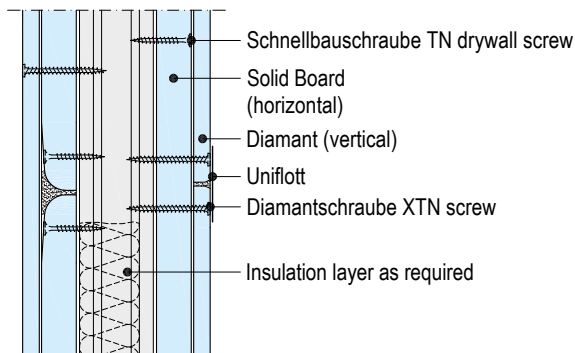 Schnellbauschraube TN drywall screw
Solid Board
(horizontal)
Diamant (vertical)
Uniflott
Diamantschraube XTN screw
Insulation layer as required